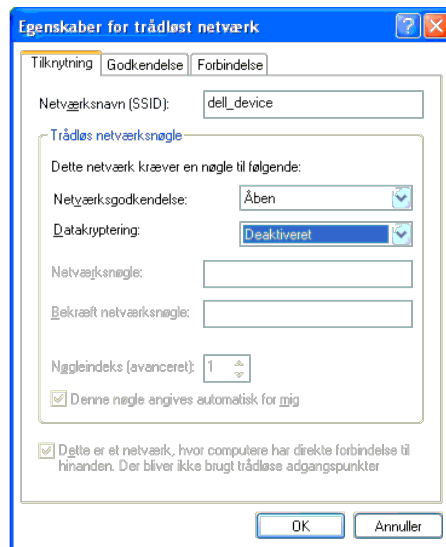 Egenskaber for trådløst netværk
Tilknytning Godkendelse Forbindelse
Netværksnavn (SSID): dell_device
Trådløs netværksnøgle
Dette netværk kræver en nøgle til følgende:
Netværksgodkendelse: Åben
Datakryptering: Deaktiveret
Netværksnøgle:
Bekræft netværksnøgle:
Nøgleindeks (avanceret): 1
Denne nøgle angives automatisk for mig
Dette er et netværk, hvor computere har direkte forbindelse til
hinanden. Der bliver ikke brugt trådløse adgangspunkter
OK Annuller